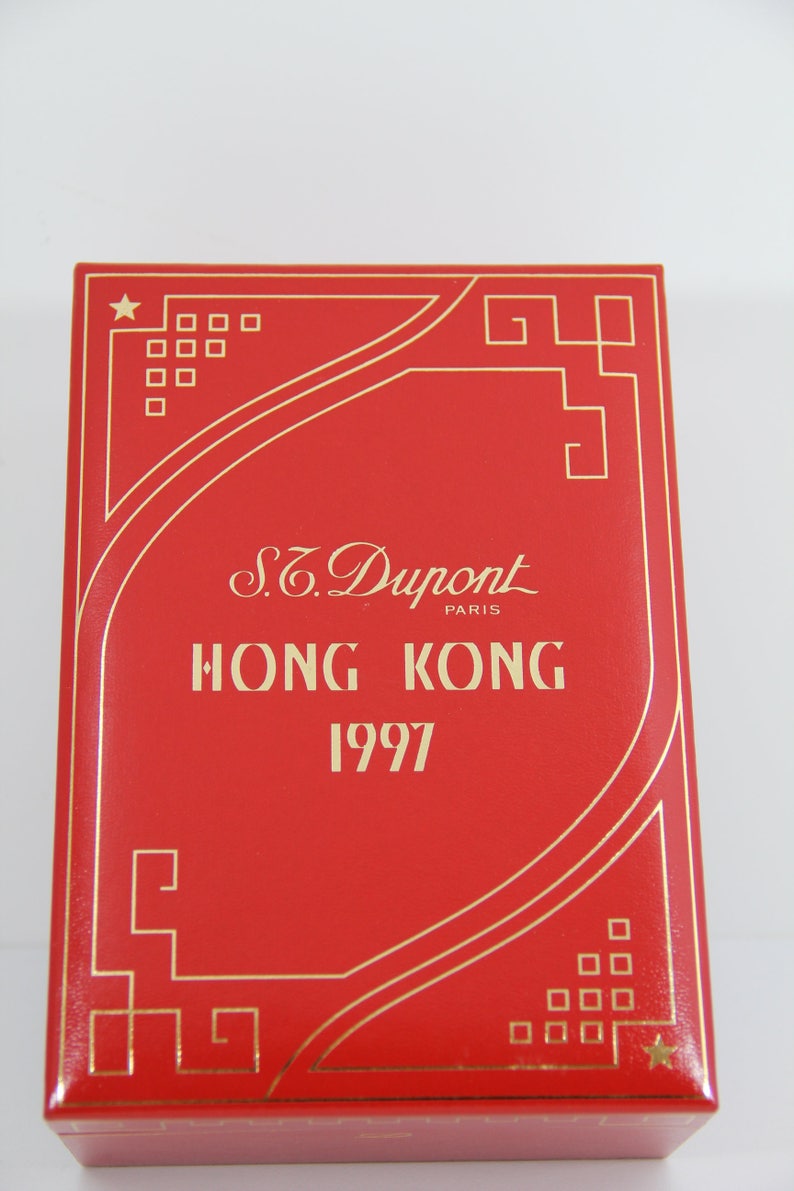 S.T. Dupont
PARIS
HONG KONG
1997